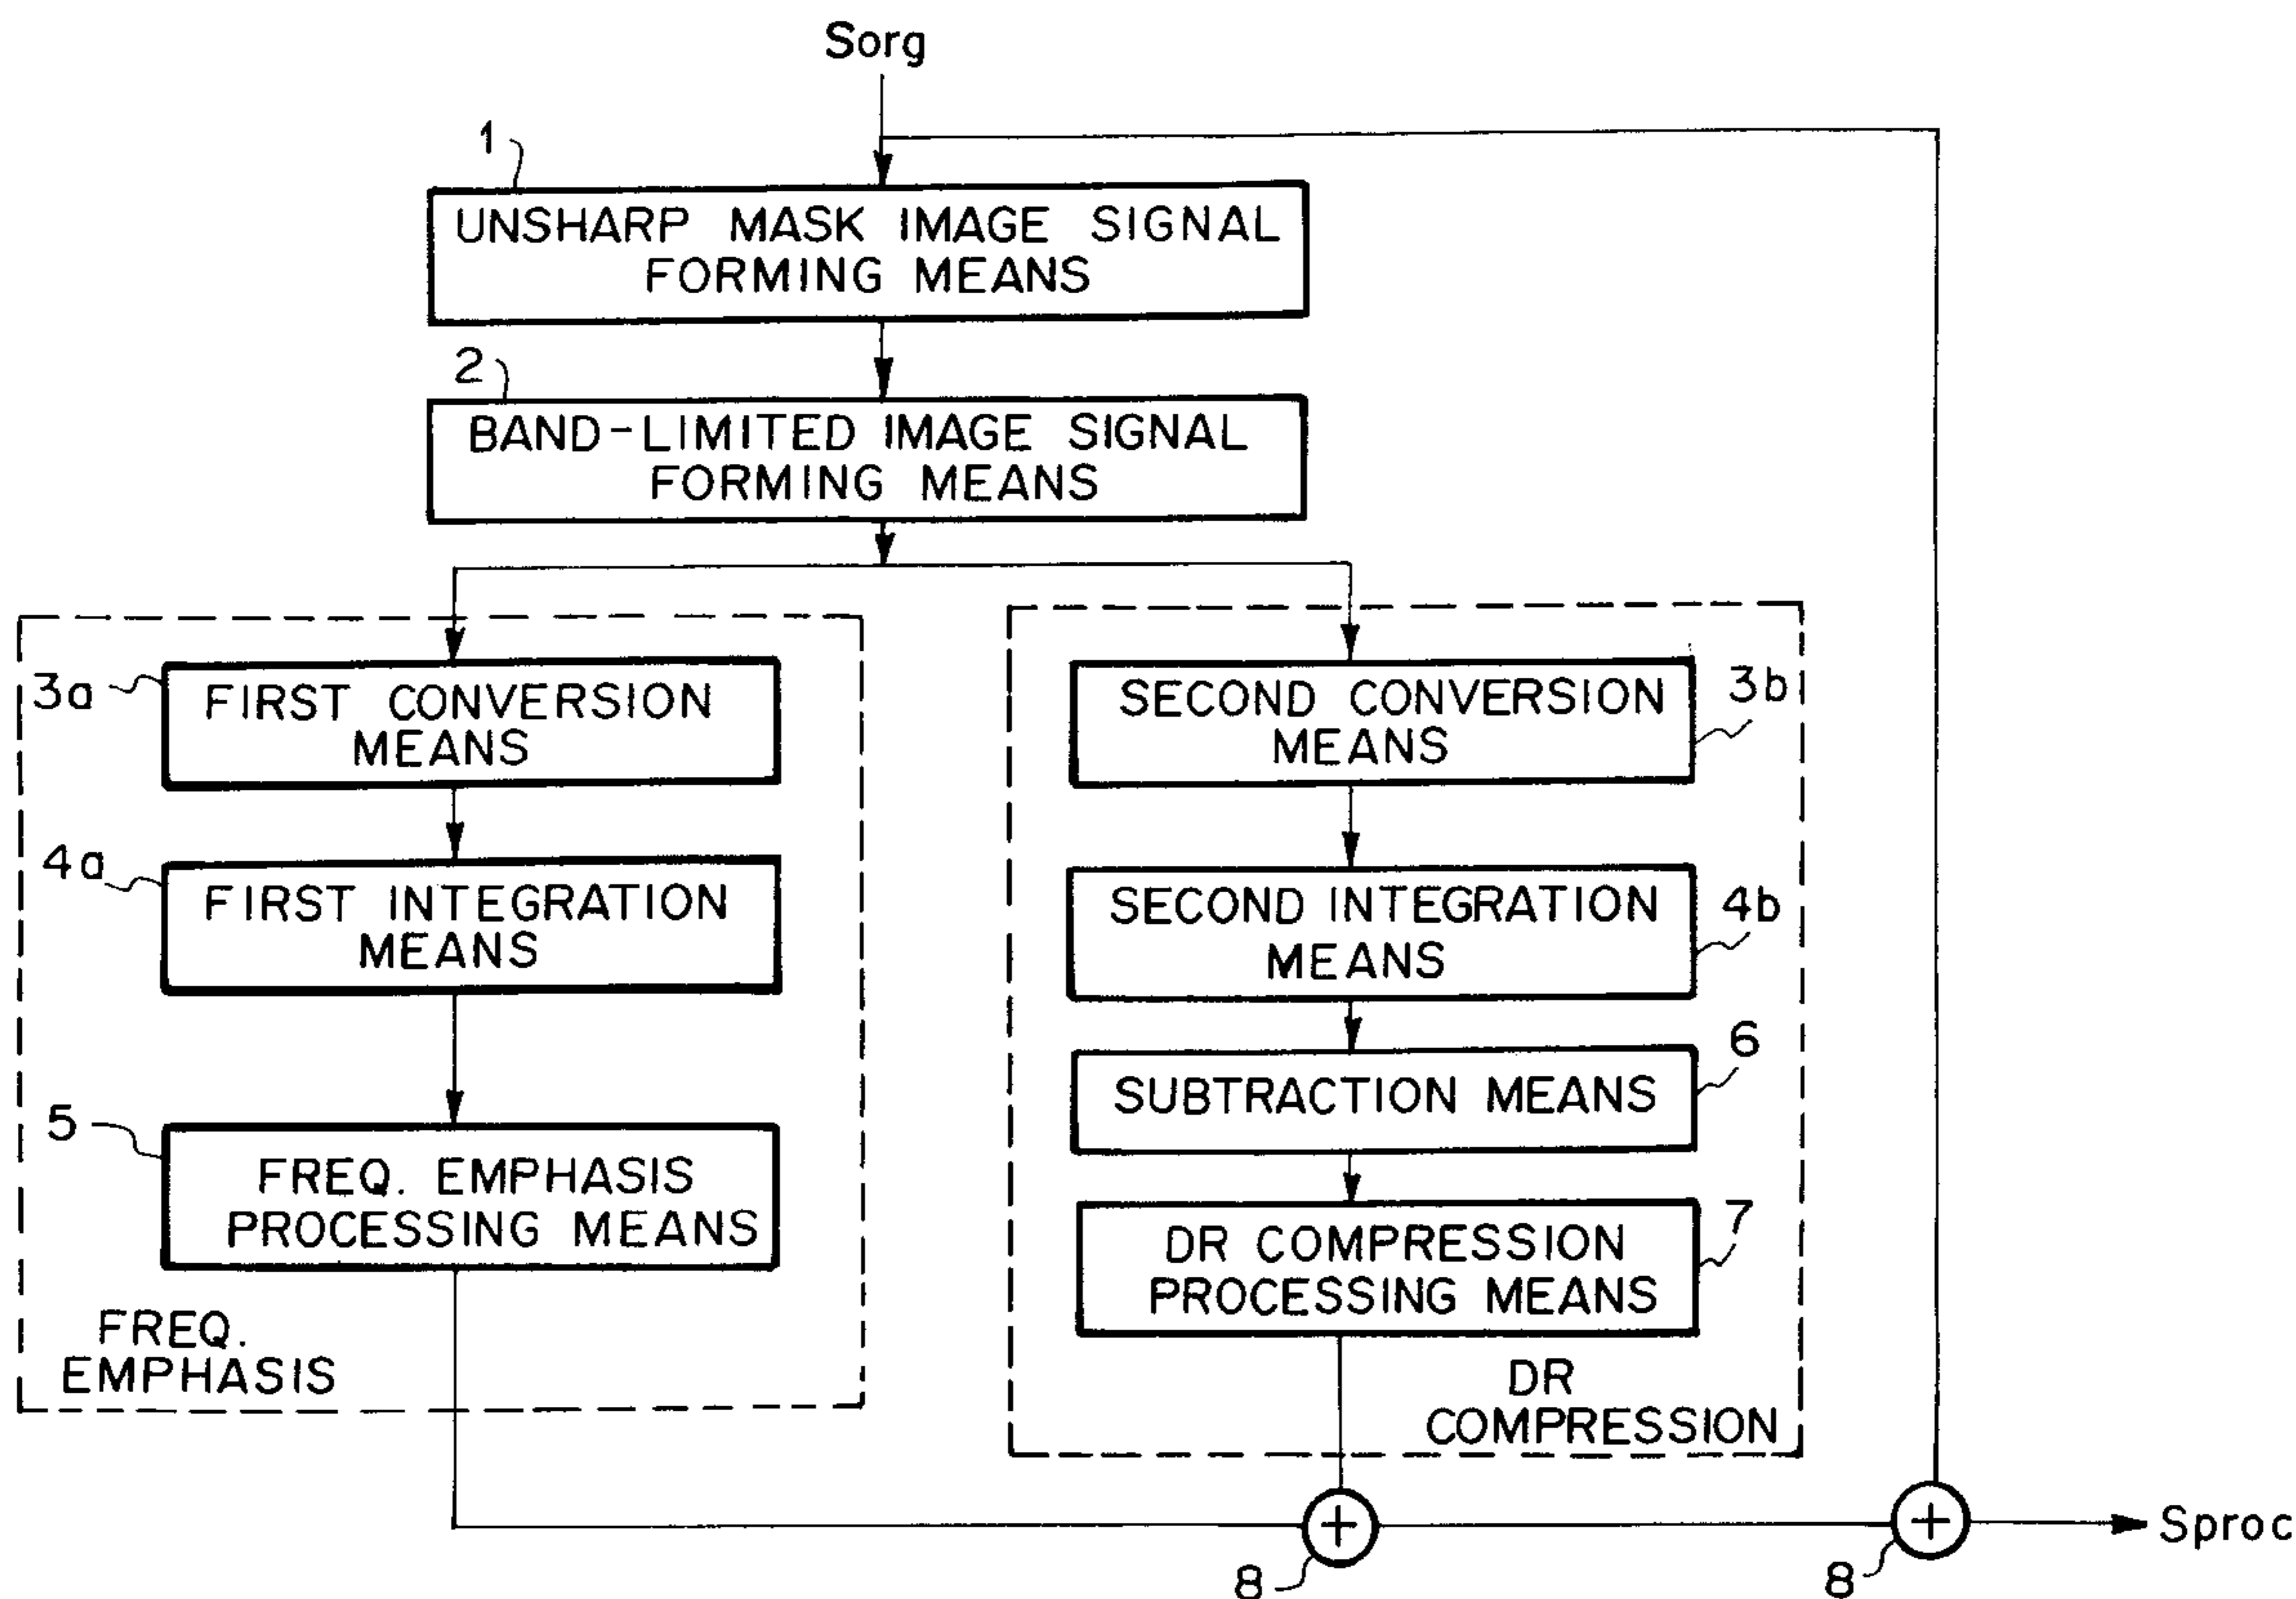 Sorg
1
UNSHARP MASK IMAGE SIGNAL
FORMING MEANS
2
BAND-LIMITED IMAGE SIGNAL
FORMING MEANS
3a
FIRST CONVERSION
MEANS
4a
FIRST INTEGRATION
MEANS
5
FREQ. EMPHASIS
PROCESSING MEANS
FREQ.
EMPHASIS
SECOND CONVERSION
MEANS
3b
SECOND INTEGRATION
MEANS
4b
SUBTRACTION MEANS
6
DR COMPRESSION
PROCESSING MEANS
7
DR
COMPRESSION
+
8
+
8
Sproc